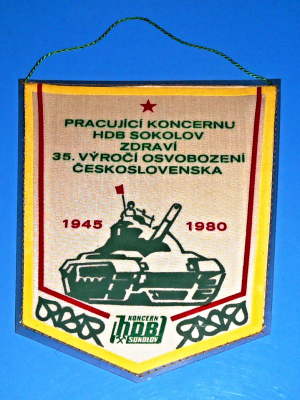 PRACUJÍCÍ KONCERNU
HDB SOKOLOV
ZDRAVÍ
35. VÝROČÍ OSVOBOZENÍ
ČESKOSLOVENSKA
1945 1980
KONCERN
HDB
SOKOLOV